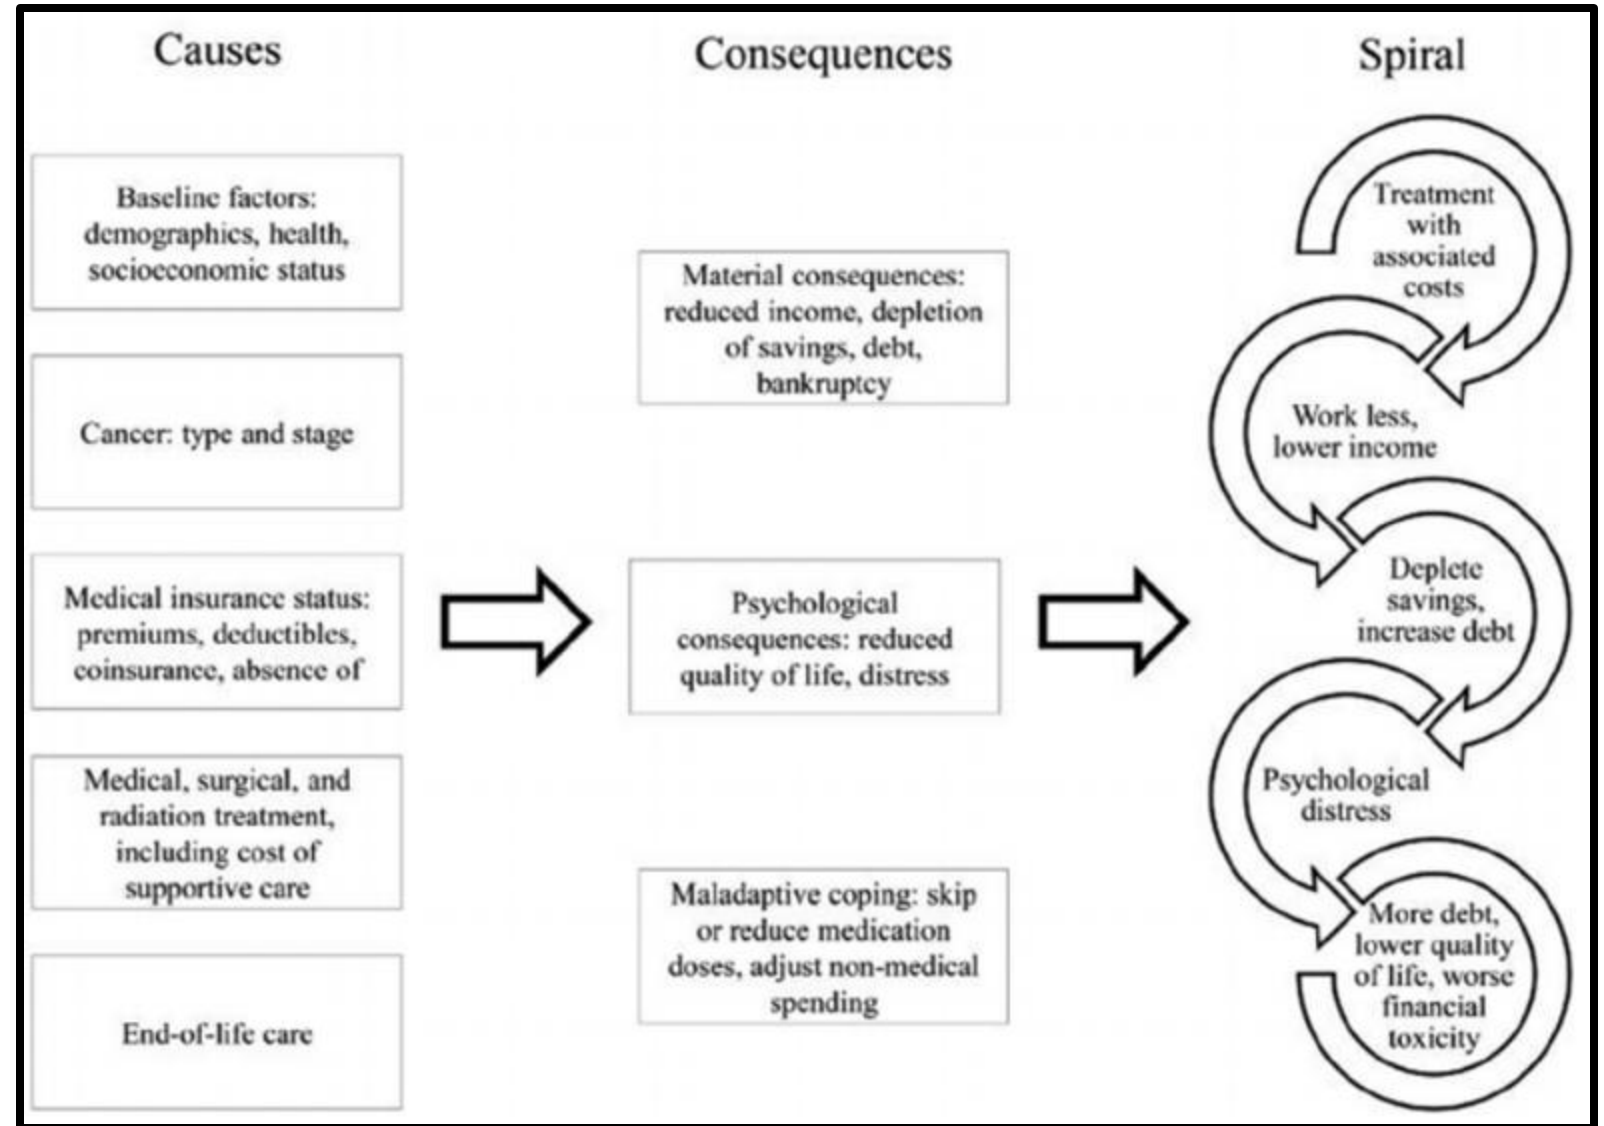 Causes
Baseline factors:
demographics, health,
socioeconomic status
Cancer: type and stage
Medical insurance status:
premiums, deductibles,
coinsurance, absence of
Medical, surgical, and
radiation treatment,
including cost of
supportive care
End-of-life care
Consequences
Material consequences:
reduced income, depletion
of savings, debt,
bankruptcy
Psychological
consequences: reduced
quality of life, distress
Maladaptive coping: skip
or reduce medication
doses, adjust non-medical
spending
Spiral
Treatment
with
associated
costs
Work less,
lower income
Deplete
savings,
increase debt
Psychological
distress
More debt,
lower quality
of life, worse
financial
toxicity